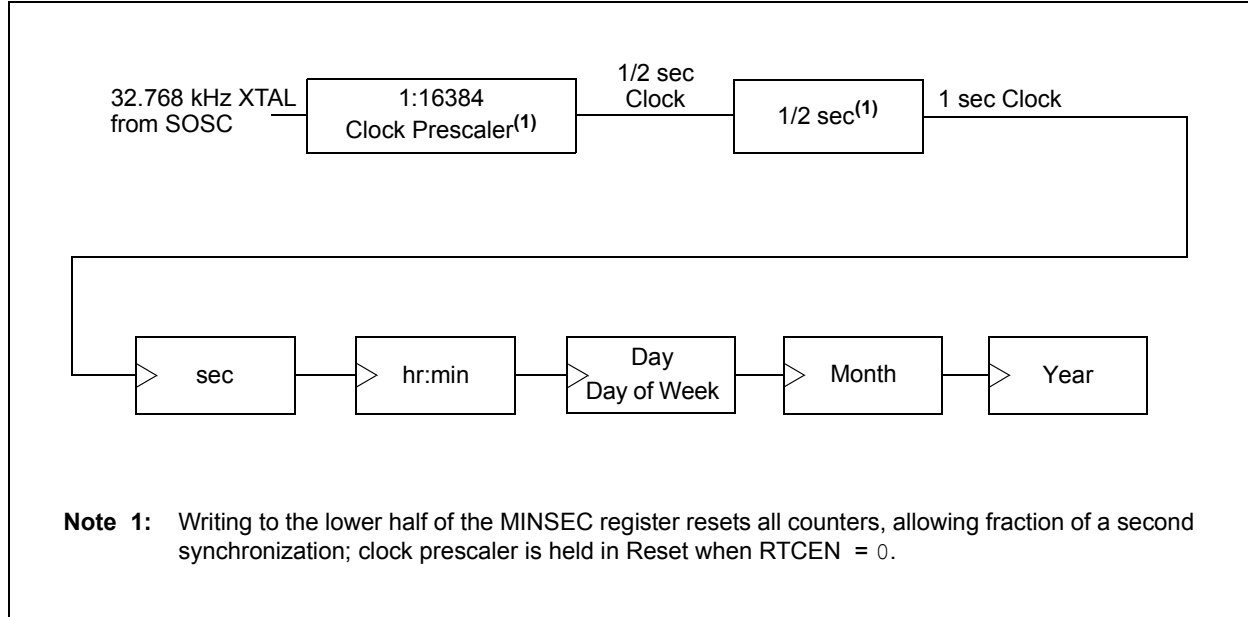 32.768 kHz XTAL
from SOSC
1:16384
Clock Prescaler(1)
1/2 sec
Clock
1/2 sec(1)
1 sec Clock
sec
hr:min
Day
Day of Week
Month
Year
Note 1: Writing to the lower half of the MINSEC register resets all counters, allowing fraction of a second
synchronization; clock prescaler is held in Reset when RTCEN = 0.